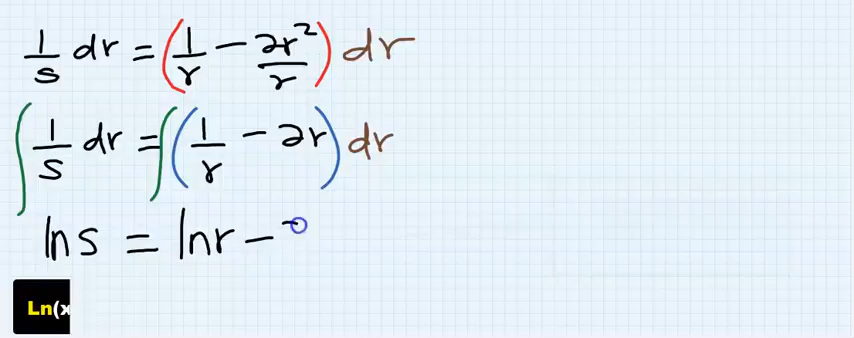 1/s dr = (1/r − 2r²/r) dr
∫ 1/s dr = ∫ (1/r − 2r) dr
ln s = ln r −
Ln(x